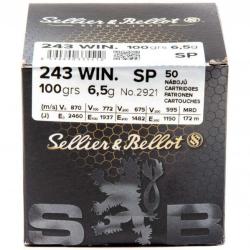 243 WIN. 100grs 6,5g
SP
243 WIN. SP 50
100grs 6,5g No.2921
NÁBOJŮ
CARTRIDGES
PATRONEN
CARTOUCHES
(m/s) V₀ 870 V₁₀₀ 772 V₂₀₀ 675 V₃₀₀ 595 MRD
(J) E₀ 2460 E₁₀₀ 1937 E₂₀₀ 1482 E₃₀₀ 1150 172 m
Sellier & Bellot
S B